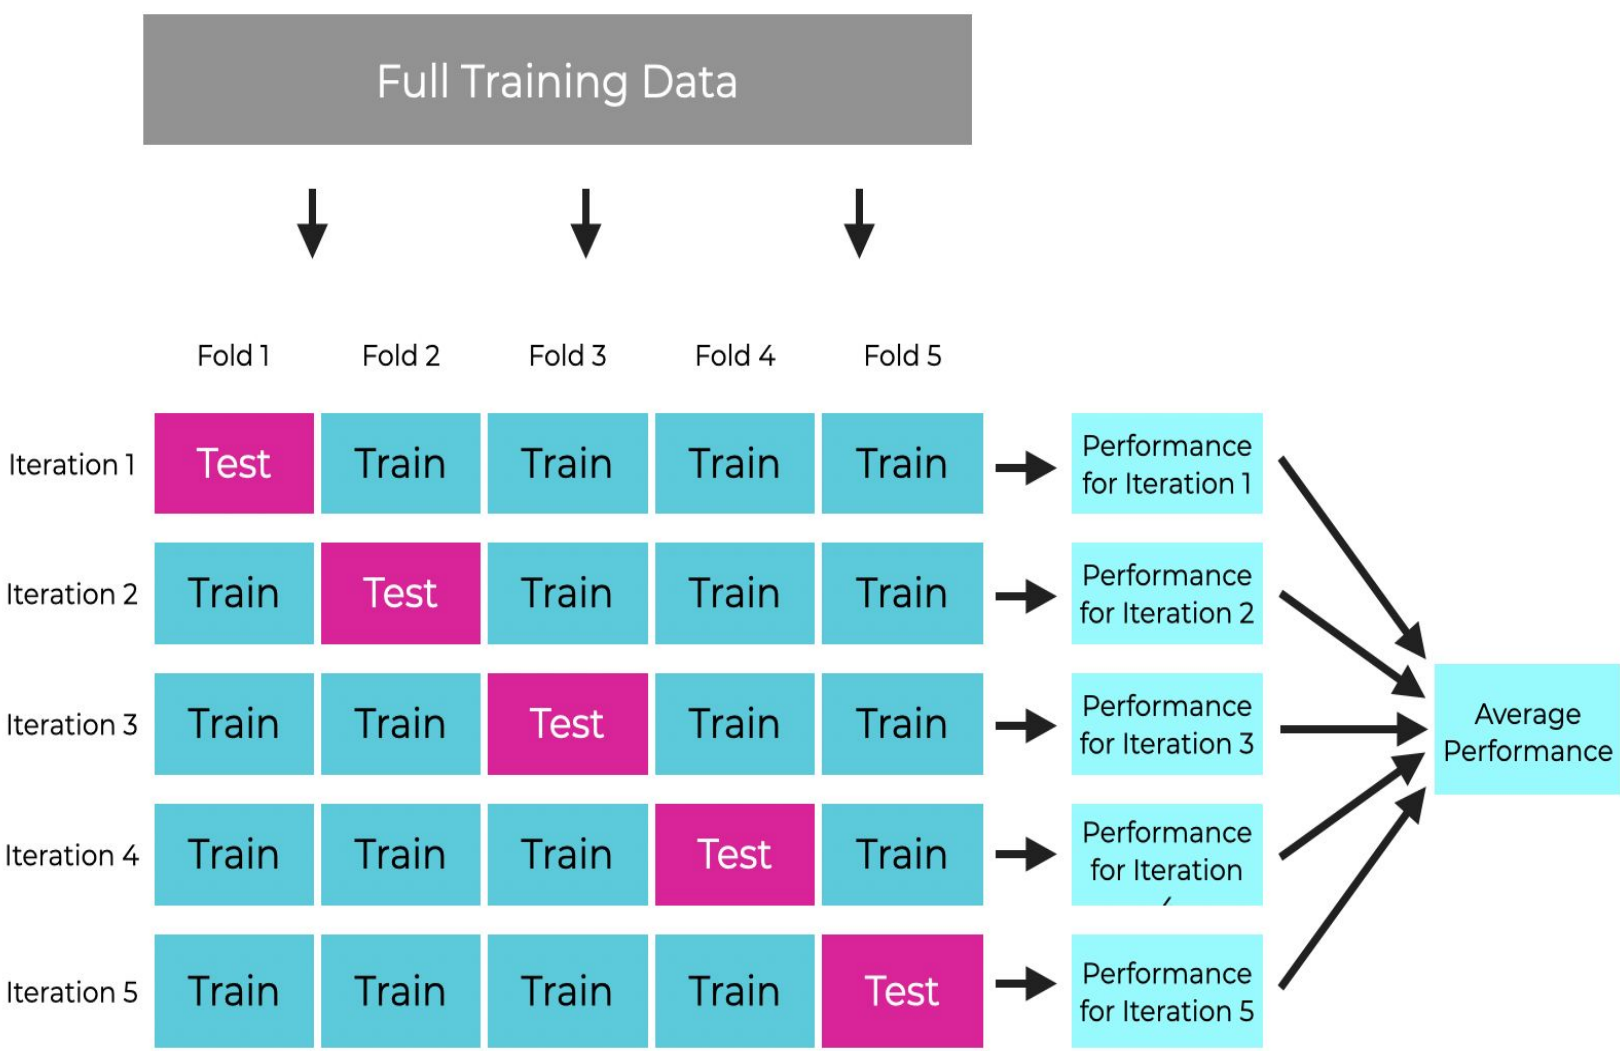 Full Training Data
Fold 1 Fold 2 Fold 3 Fold 4 Fold 5
Iteration 1 Test Train Train Train Train Performance
for Iteration 1
Iteration 2 Train Test Train Train Train Performance
for Iteration 2
Iteration 3 Train Train Test Train Train Performance
for Iteration 3
Average
Performance
Iteration 4 Train Train Train Test Train Performance
for Iteration
Iteration 5 Train Train Train Train Test Performance
for Iteration 5